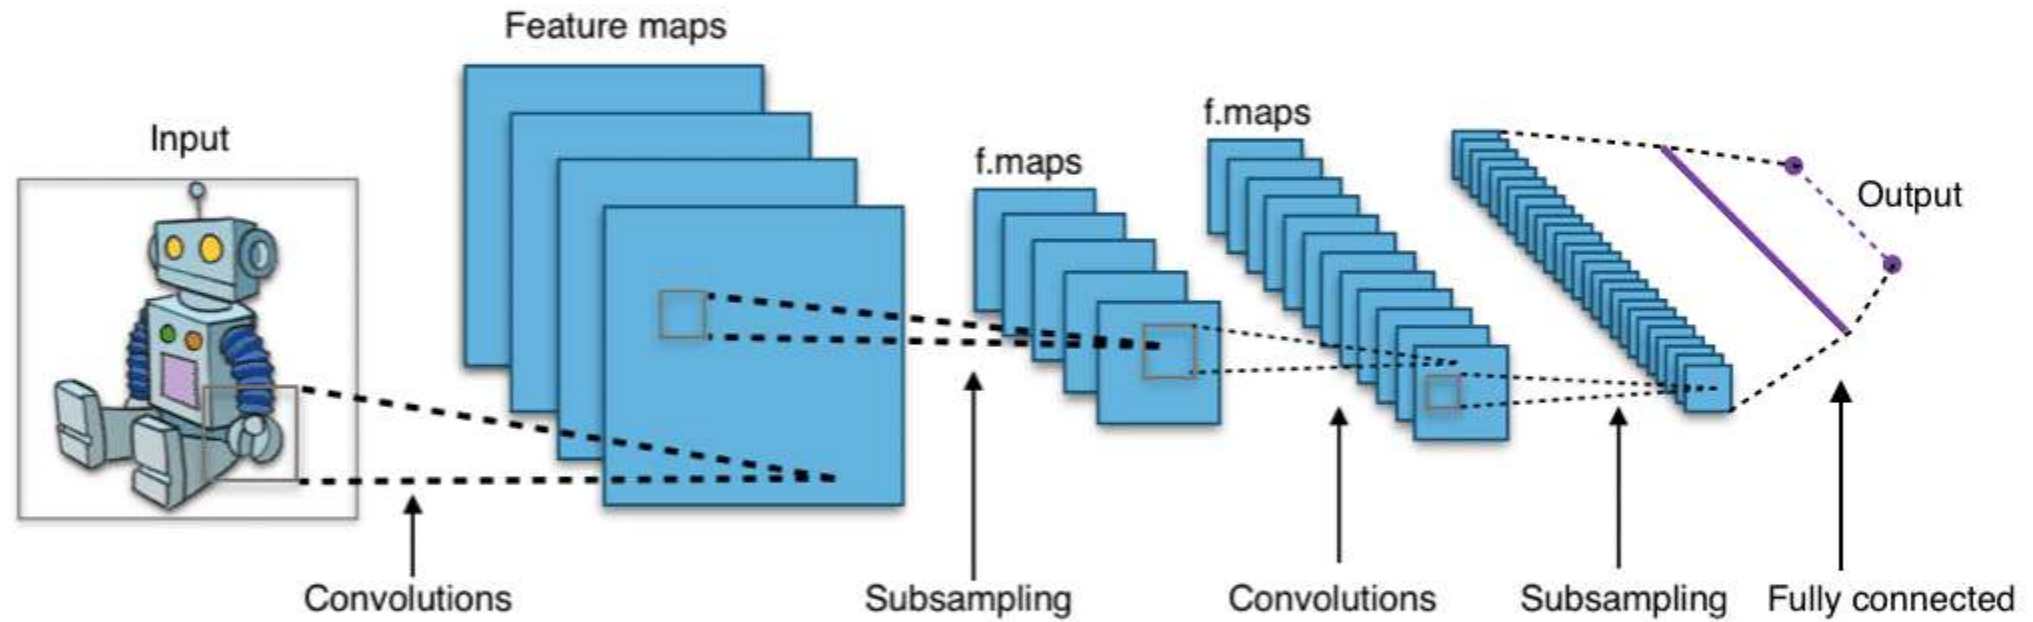 Feature maps
f.maps
Input
f.maps
Output
Convolutions
Subsampling
Convolutions
Subsampling
Fully connected